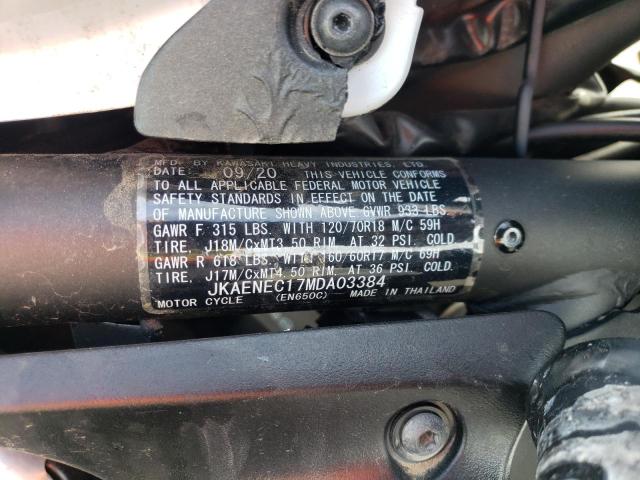 MFD. BY KAWASAKI HEAVY INDUSTRIES, LTD.
DATE: 09/20 THIS VEHICLE CONFORMS
TO ALL APPLICABLE FEDERAL MOTOR VEHICLE
SAFETY STANDARDS IN EFFECT ON THE DATE
OF MANUFACTURE SHOWN ABOVE GVWR 933 LBS.
GAWR F 315 LBS. WITH 120/70R18 M/C 59H
TIRE, J18M/CxMT3.50 RIM. AT 32 PSI. COLD.
GAWR R 618 LBS. WITH 160/60R17 M/C 69H
TIRE, J17M/CxMT4.50 RIM. AT 36 PSI. COLD.
JKAENEC17MDA03384
MOTOR CYCLE (EN650C) MADE IN THAILAND